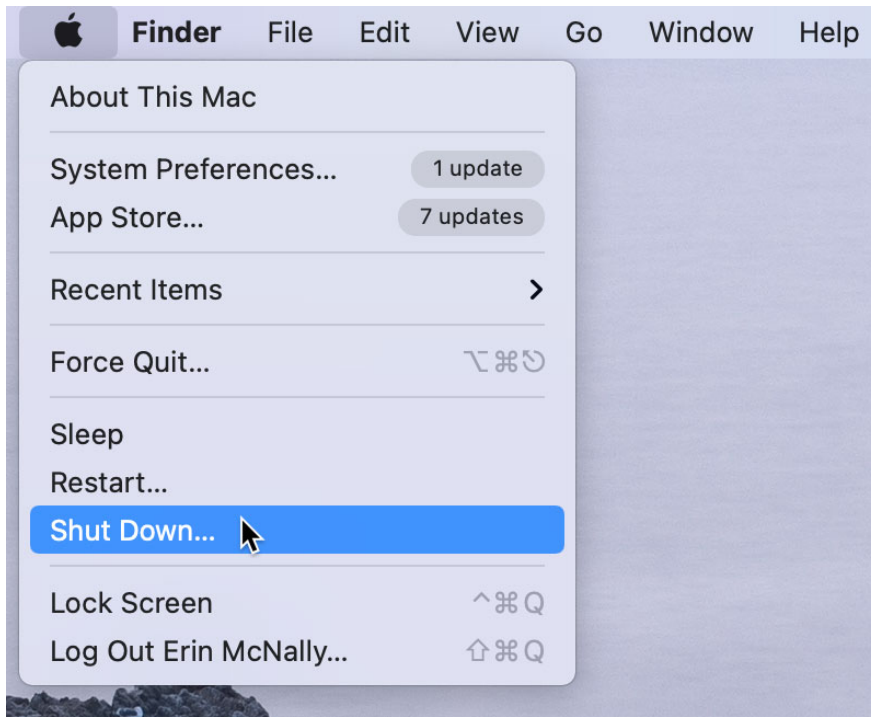 Finder File Edit View Go Window Help
About This Mac
System Preferences... 1 update
App Store... 7 updates
Recent Items
Force Quit... ⌥⌘⎋
Sleep
Restart...
Shut Down...
Lock Screen ^⌘Q
Log Out Erin McNally... ⇧⌘Q